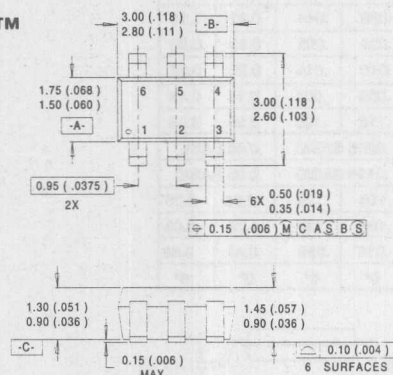 TM
3.00 (.118)
2.80 (.111)
-B-
1.75 (.068)
1.50 (.060)
-A-
6 5 4
1 2 3
3.00 (.118)
2.60 (.103)
0.95 (.0375)
2X
6X 0.50 (.019)
0.35 (.014)
⌖ 0.15 (.006) Ⓜ C A Ⓢ B Ⓢ
1.30 (.051)
0.90 (.036)
1.45 (.057)
0.90 (.036)
-C-
0.15 (.006)
MAX
⌓ 0.10 (.004)
6 SURFACES